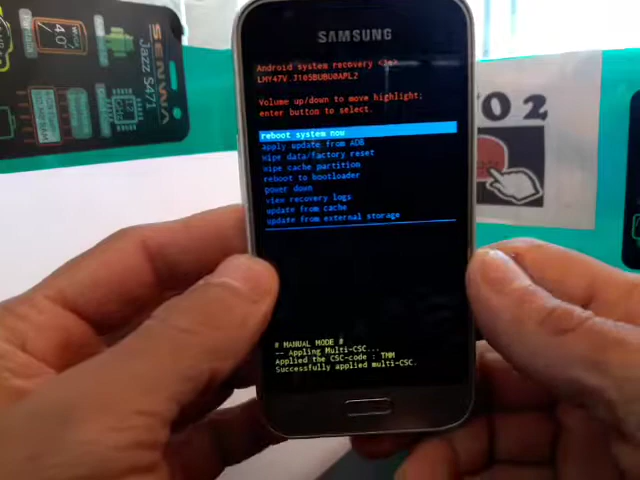 SAMSUNG
Android system recovery <3e>
LMY47V.J105BUBU0APL2
Volume up/down to move highlight;
enter button to select.
reboot system now
apply update from ADB
wipe data/factory reset
wipe cache partition
reboot to bootloader
power down
view recovery logs
update from cache
update from external storage
# MANUAL MODE #
-- Appling Multi-CSC...
Applied the CSC-code : TMM
Successfully applied multi-CSC.
SENWA
Jazz S471
4.0"
O 2